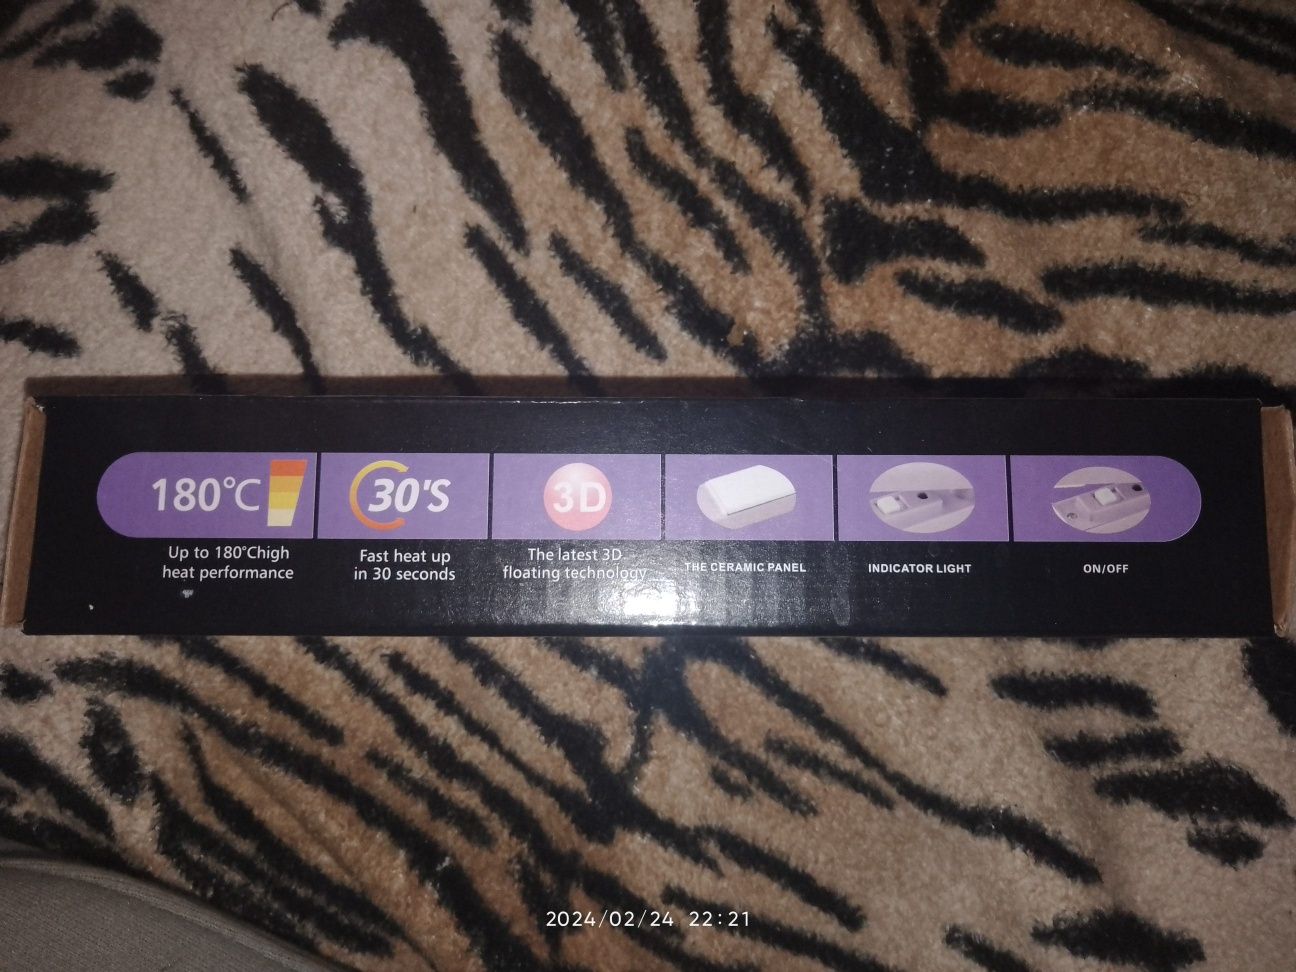 180°C
30'S
3D
Up to 180°Chigh
heat performance
Fast heat up
in 30 seconds
The latest 3D
floating technology
THE CERAMIC PANEL
INDICATOR LIGHT
ON/OFF
2024/02/24 22:21